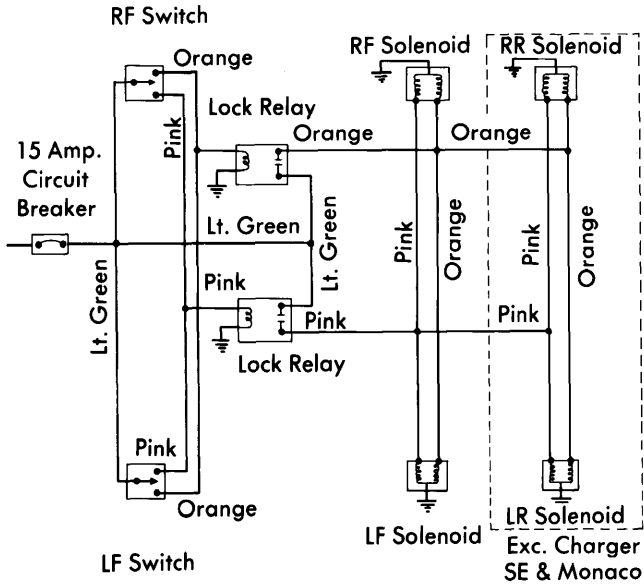 RF Switch
RF Solenoid
RR Solenoid
Orange
Lock Relay
Pink
Orange
Orange
15 Amp.
Circuit
Breaker
Lt. Green
Lt. Green
Pink
Orange
Pink
Orange
Lt. Green
Pink
Pink
Lock Relay
Pink
Pink
Orange
LF Solenoid
LR Solenoid
LF Switch
Exc. Charger
SE & Monaco